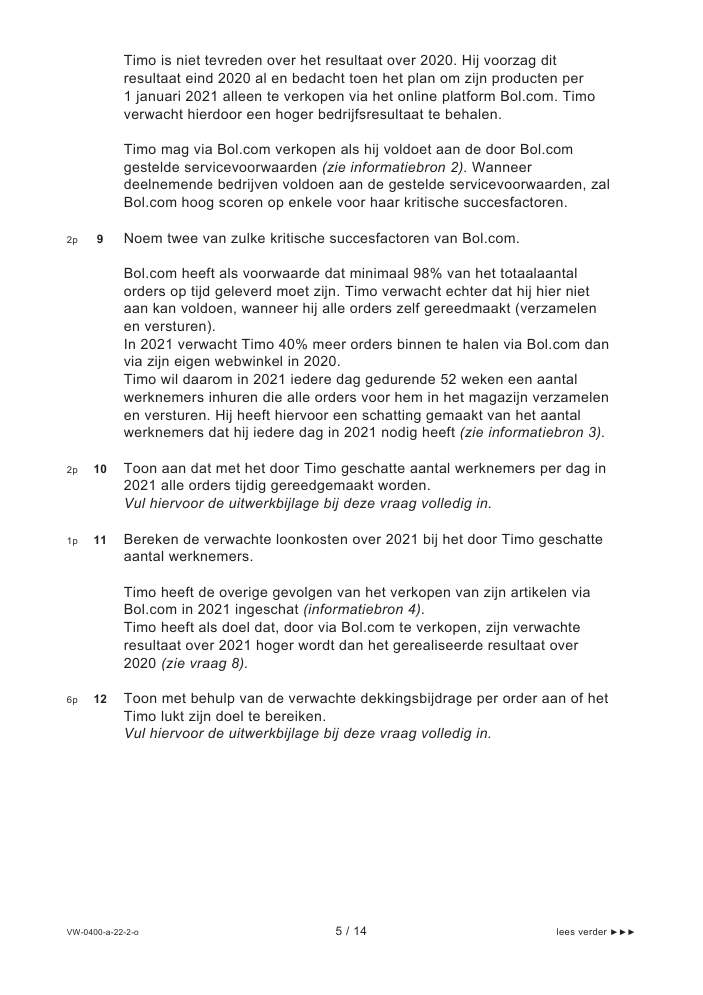 Timo is niet tevreden over het resultaat over 2020. Hij voorzag dit
resultaat eind 2020 al en bedacht toen het plan om zijn producten per
1 januari 2021 alleen te verkopen via het online platform Bol.com. Timo
verwacht hierdoor een hoger bedrijfsresultaat te behalen.
Timo mag via Bol.com verkopen als hij voldoet aan de door Bol.com
gestelde servicevoorwaarden (zie informatiebron 2). Wanneer
deelnemende bedrijven voldoen aan de gestelde servicevoorwaarden, zal
Bol.com hoog scoren op enkele voor haar kritische succesfactoren.
2p 9 Noem twee van zulke kritische succesfactoren van Bol.com.
Bol.com heeft als voorwaarde dat minimaal 98% van het totaalaantal
orders op tijd geleverd moet zijn. Timo verwacht echter dat hij hier niet
aan kan voldoen, wanneer hij alle orders zelf gereedmaakt (verzamelen
en versturen).
In 2021 verwacht Timo 40% meer orders binnen te halen via Bol.com dan
via zijn eigen webwinkel in 2020.
Timo wil daarom in 2021 iedere dag gedurende 52 weken een aantal
werknemers inhuren die alle orders voor hem in het magazijn verzamelen
en versturen. Hij heeft hiervoor een schatting gemaakt van het aantal
werknemers dat hij iedere dag in 2021 nodig heeft (zie informatiebron 3).
2p 10 Toon aan dat met het door Timo geschatte aantal werknemers per dag in
2021 alle orders tijdig gereedgemaakt worden.
Vul hiervoor de uitwerkbijlage bij deze vraag volledig in.
1p 11 Bereken de verwachte loonkosten over 2021 bij het door Timo geschatte
aantal werknemers.
Timo heeft de overige gevolgen van het verkopen van zijn artikelen via
Bol.com in 2021 ingeschat (informatiebron 4).
Timo heeft als doel dat, door via Bol.com te verkopen, zijn verwachte
resultaat over 2021 hoger wordt dan het gerealiseerde resultaat over
2020 (zie vraag 8).
6p 12 Toon met behulp van de verwachte dekkingsbijdrage per order aan of het
Timo lukt zijn doel te bereiken.
Vul hiervoor de uitwerkbijlage bij deze vraag volledig in.
VW-0400-a-22-2-o 5 / 14 lees verder ►►►